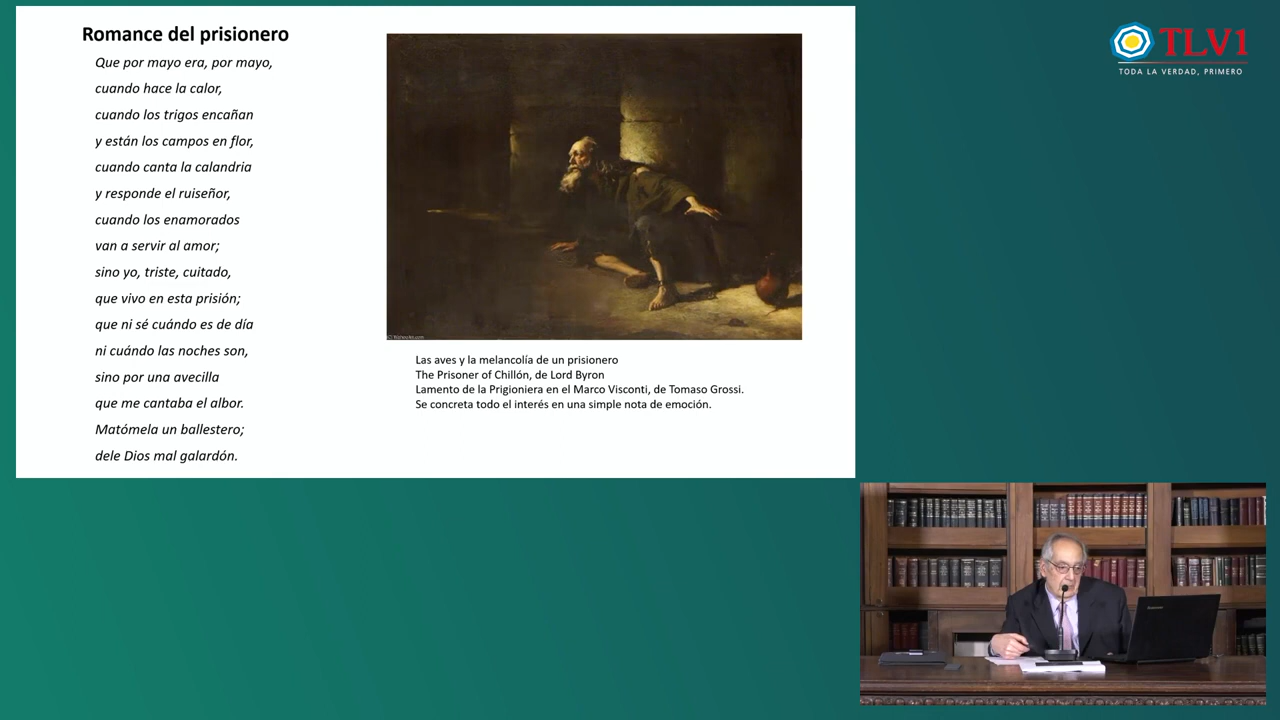 Romance del prisionero
Que por mayo era, por mayo,
cuando hace la calor,
cuando los trigos encañan
y están los campos en flor,
cuando canta la calandria
y responde el ruiseñor,
cuando los enamorados
van a servir al amor;
sino yo, triste, cuitado,
que vivo en esta prisión;
que ni sé cuándo es de día
ni cuándo las noches son,
sino por una avecilla
que me cantaba el albor.
Matómela un ballestero;
dele Dios mal galardón.
Las aves y la melancolía de un prisionero
The Prisoner of Chillón, de Lord Byron
Lamento de la Prigioniera en el Marco Visconti, de Tomaso Grossi.
Se concreta todo el interés en una simple nota de emoción.
TLV1
TODA LA VERDAD, PRIMERO